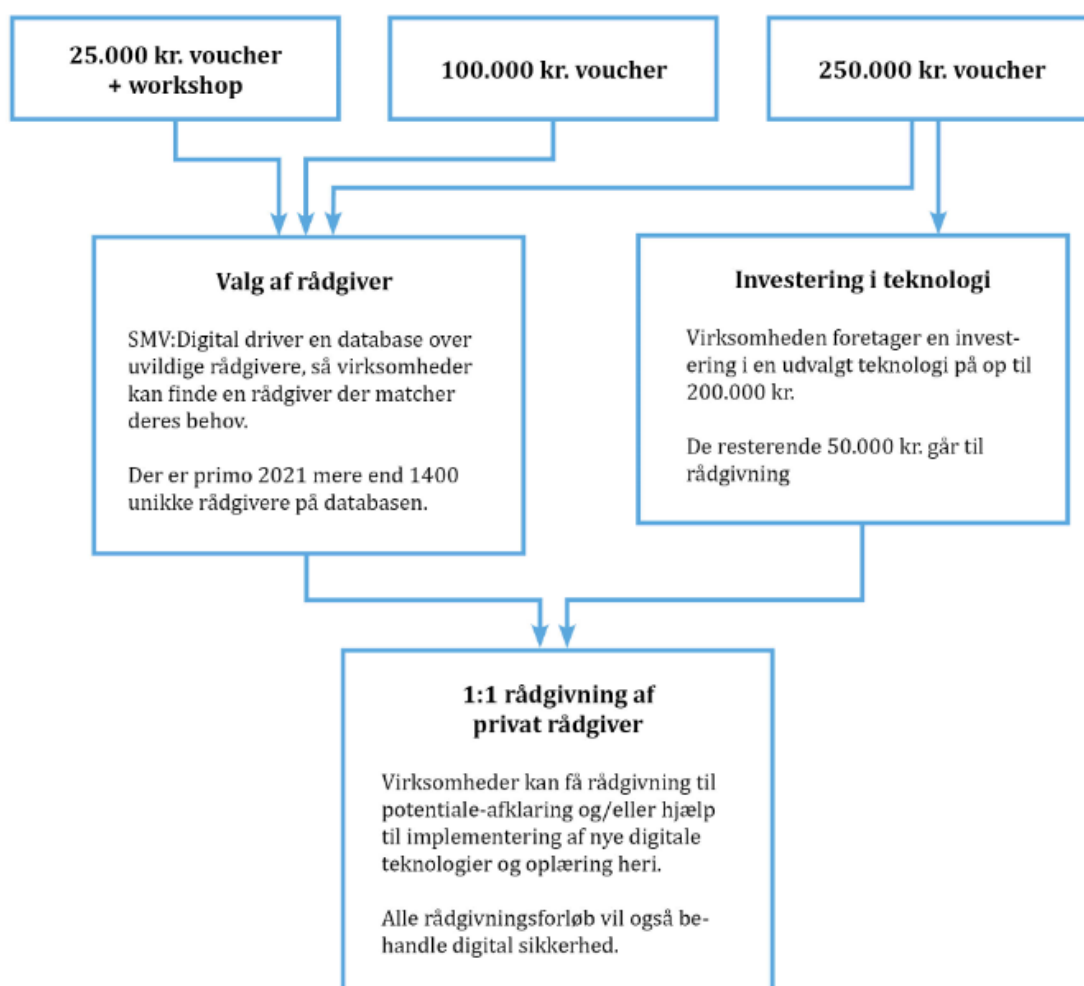 25.000 kr. voucher
+ workshop
100.000 kr. voucher
250.000 kr. voucher
Valg af rådgiver
SMV:Digital driver en database over
uvildige rådgivere, så virksomheder
kan finde en rådgiver der matcher
deres behov.
Der er primo 2021 mere end 1400
unikke rådgivere på databasen.
Investering i teknologi
Virksomheden foretager en invest-
ering i en udvalgt teknologi på op til
200.000 kr.
De resterende 50.000 kr. går til
rådgivning
1:1 rådgivning af
privat rådgiver
Virksomheder kan få rådgivning til
potentiale-afklaring og/eller hjælp
til implementering af nye digitale
teknologier og oplæring heri.
Alle rådgivningsforløb vil også be-
handle digital sikkerhed.